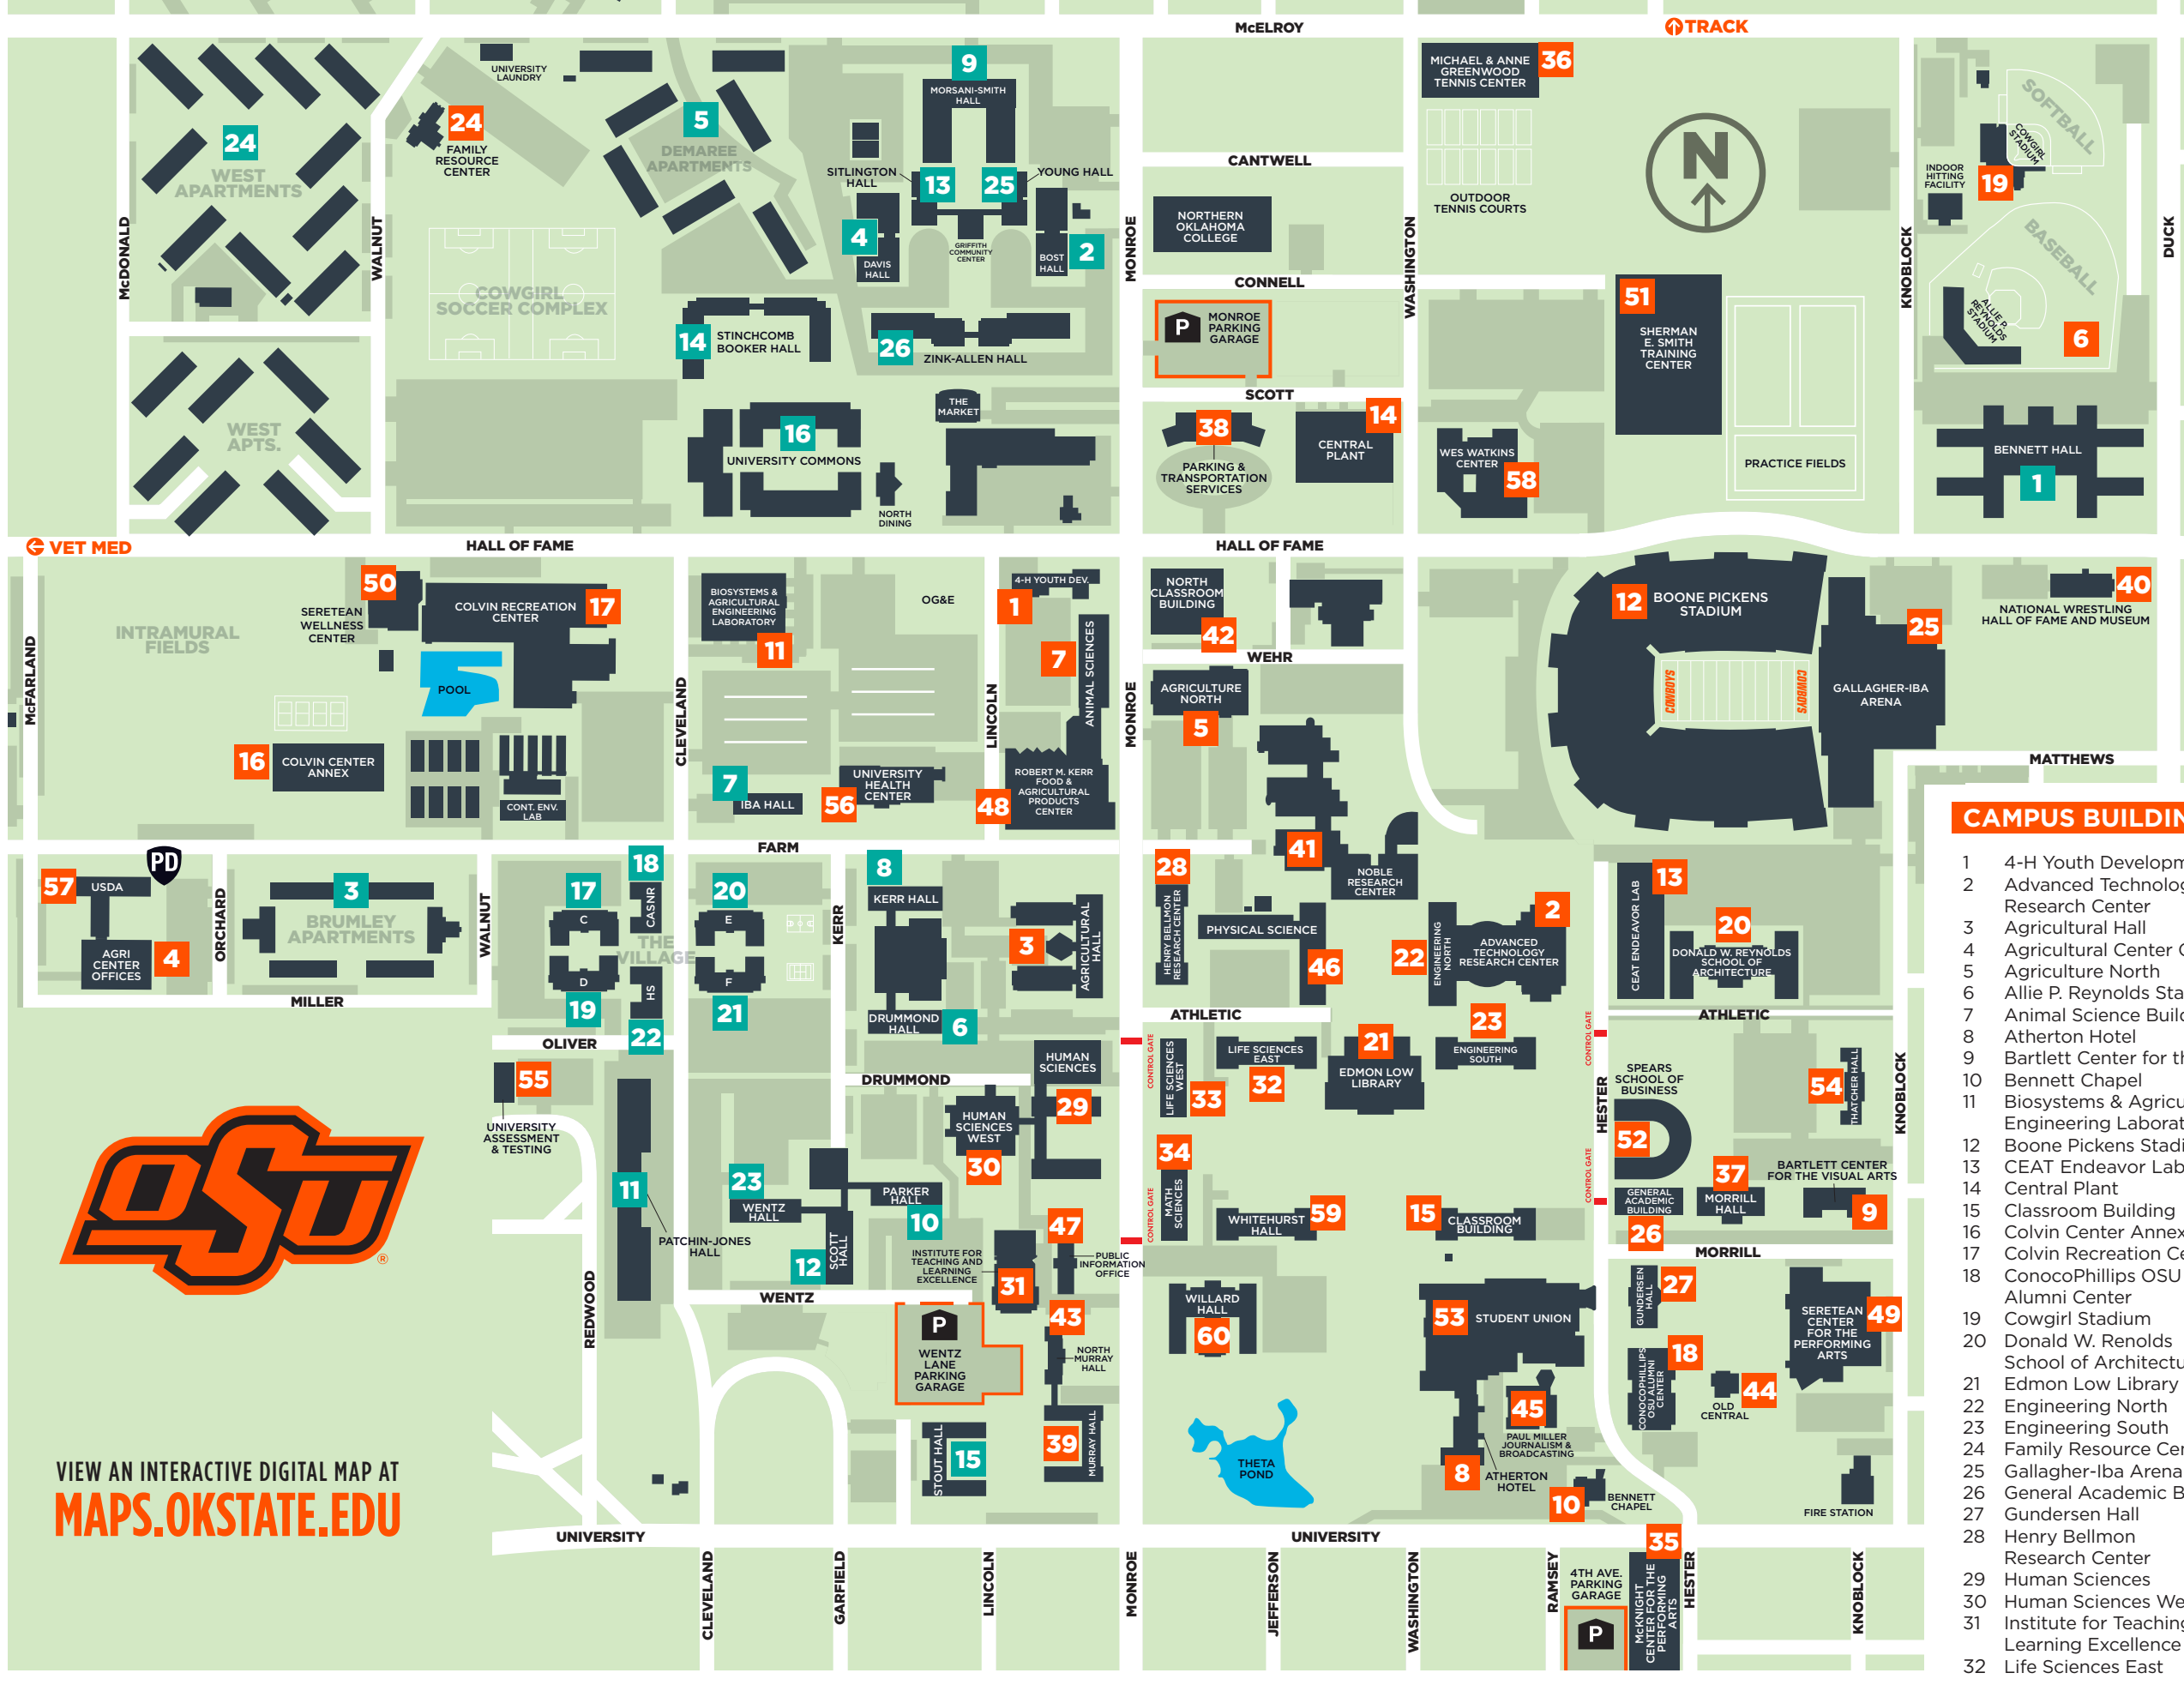 McELROY
TRACK
UNIVERSITY
LAUNDRY
9
MORSANI-SMITH
HALL
MICHAEL & ANNE
GREENWOOD
TENNIS CENTER
36
N
SOFTBALL
COWGIRL
STADIUM
24
WEST
APARTMENTS
24
FAMILY
RESOURCE
CENTER
5
DEMAREE
APARTMENTS
SITLINGTON
HALL
13
25
YOUNG HALL
CANTWELL
OUTDOOR
TENNIS COURTS
INDOOR
HITTING
FACILITY
19
McDONALD
WALNUT
4
DAVIS
HALL
GRIFFITH
COMMUNITY
CENTER
BOST
HALL
2
MONROE
NORTHERN
OKLAHOMA
COLLEGE
WASHINGTON
KNOBLOCK
BASEBALL
DUCK
COWGIRL
SOCCER COMPLEX
CONNELL
51
SHERMAN
E. SMITH
TRAINING
CENTER
ALLIE P.
REYNOLDS
STADIUM
6
14
STINCHCOMB
BOOKER HALL
26
ZINK-ALLEN HALL
P
MONROE
PARKING
GARAGE
SCOTT
WEST
APTS.
16
UNIVERSITY COMMONS
THE
MARKET
NORTH
DINING
38
PARKING &
TRANSPORTATION
SERVICES
14
CENTRAL
PLANT
WES WATKINS
CENTER
58
PRACTICE FIELDS
BENNETT HALL
1
VET MED
HALL OF FAME
HALL OF FAME
50
SERETEAN
WELLNESS
CENTER
COLVIN RECREATION
CENTER
17
BIOSYSTEMS &
AGRICULTURAL
ENGINEERING
LABORATORY
11
OG&E
4-H YOUTH DEV.
1
NORTH
CLASSROOM
BUILDING
42
12
BOONE PICKENS
STADIUM
25
40
NATIONAL WRESTLING
HALL OF FAME AND MUSEUM
INTRAMURAL
FIELDS
McFARLAND
POOL
CLEVELAND
LINCOLN
7
ANIMAL SCIENCES
MONROE
WEHR
AGRICULTURE
NORTH
5
COWBOYS
COWBOYS
GALLAGHER-IBA
ARENA
16
COLVIN CENTER
ANNEX
CONT. ENV.
LAB
7
IBA HALL
56
UNIVERSITY
HEALTH
CENTER
48
ROBERT M. KERR
FOOD &
AGRICULTURAL
PRODUCTS
CENTER
MATTHEWS
FARM
41
NOBLE
RESEARCH
CENTER
57
USDA
PD
ORCHARD
3
BRUMLEY
APARTMENTS
WALNUT
17
C
18
CASNR
20
E
THE
VILLAGE
KERR
8
KERR HALL
3
AGRICULTURAL
HALL
28
HENRY BELLMON
RESEARCH CENTER
PHYSICAL SCIENCE
46
22
ENGINEERING
NORTH
ADVANCED
TECHNOLOGY
RESEARCH CENTER
2
CEAT ENDEAVOR LAB
13
20
DONALD W. REYNOLDS
SCHOOL OF
ARCHITECTURE
AGRI
CENTER
OFFICES
4
MILLER
D
19
HS
22
F
21
DRUMMOND
HALL
6
ATHLETIC
23
ENGINEERING
SOUTH
ATHLETIC
OLIVER
55
UNIVERSITY
ASSESSMENT
& TESTING
DRUMMOND
HUMAN
SCIENCES
29
HUMAN
SCIENCES
WEST
30
CONTROL GATE
LIFE SCIENCES
WEST
33
LIFE SCIENCES
EAST
32
21
EDMON LOW
LIBRARY
CONTROL GATE
HESTER
SPEARS
SCHOOL OF
BUSINESS
52
54
THATCHER HALL
KNOBLOCK
OSU
®
11
PATCHIN-JONES
HALL
23
WENTZ
HALL
PARKER
HALL
10
12
SCOTT
HALL
34
MATH
SCIENCES
CONTROL GATE
WHITEHURST
HALL
59
15
CLASSROOM
BUILDING
CONTROL GATE
GENERAL
ACADEMIC
BUILDING
26
37
MORRILL
HALL
BARTLETT CENTER
FOR THE VISUAL ARTS
9
MORRILL
INSTITUTE FOR
TEACHING AND
LEARNING
EXCELLENCE
31
47
PUBLIC
INFORMATION
OFFICE
REDWOOD
WENTZ
P
WENTZ
LANE
PARKING
GARAGE
43
NORTH
MURRAY
HALL
WILLARD
HALL
60
53
STUDENT UNION
GUNDERSEN
HALL
27
SERETEAN
CENTER
FOR THE
PERFORMING
ARTS
49
CONOCOPHILLIPS
OSU ALUMNI
CENTER
18
OLD
CENTRAL
44
STOUT HALL
15
39
MURRAY HALL
THETA
POND
45
PAUL MILLER
JOURNALISM &
BROADCASTING
8
ATHERTON
HOTEL
10
BENNETT
CHAPEL
FIRE STATION
VIEW AN INTERACTIVE DIGITAL MAP AT
MAPS.OKSTATE.EDU
UNIVERSITY
UNIVERSITY
CLEVELAND
GARFIELD
LINCOLN
MONROE
JEFFERSON
WASHINGTON
RAMSEY
4TH AVE.
PARKING
GARAGE
P
35
McKNIGHT
CENTER FOR THE
PERFORMING
ARTS
HESTER
KNOBLOCK
CAMPUS BUILDIN
1 4-H Youth Developm
2 Advanced Technolog
Research Center
3 Agricultural Hall
4 Agricultural Center O
5 Agriculture North
6 Allie P. Reynolds Sta
7 Animal Science Build
8 Atherton Hotel
9 Bartlett Center for th
10 Bennett Chapel
11 Biosystems & Agricu
Engineering Laborat
12 Boone Pickens Stadi
13 CEAT Endeavor Lab
14 Central Plant
15 Classroom Building
16 Colvin Center Annex
17 Colvin Recreation Ce
18 ConocoPhillips OSU
Alumni Center
19 Cowgirl Stadium
20 Donald W. Renolds
School of Architectu
21 Edmon Low Library
22 Engineering North
23 Engineering South
24 Family Resource Cen
25 Gallagher-Iba Arena
26 General Academic B
27 Gundersen Hall
28 Henry Bellmon
Research Center
29 Human Sciences
30 Human Sciences We
31 Institute for Teaching
Learning Excellence
32 Life Sciences East